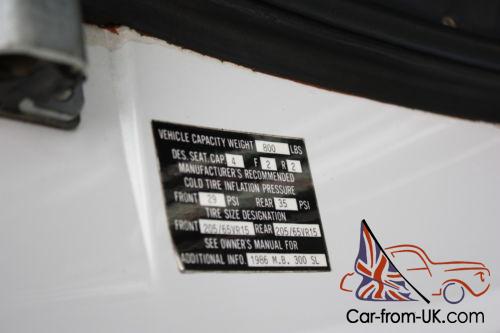 VEHICLE CAPACITY WEIGHT 800 LBS
DES. SEAT. CAP. 4 F 2 R 2
MANUFACTURER'S RECOMMENDED
COLD TIRE INFLATION PRESSURE
FRONT 29 PSI REAR 35 PSI
TIRE SIZE DESIGNATION
FRONT 205/65VR15 REAR 205/65VR15
SEE OWNER'S MANUAL FOR
ADDITIONAL INFO. 1986 M.B. 300 SL
Car-from-UK.com